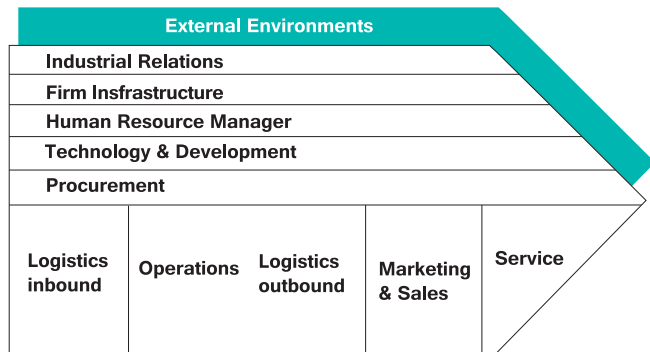 External Environments
Industrial Relations
Firm Insfrastructure
Human Resource Manager
Technology & Development
Procurement
Logistics
inbound
Operations
Logistics
outbound
Marketing
& Sales
Service